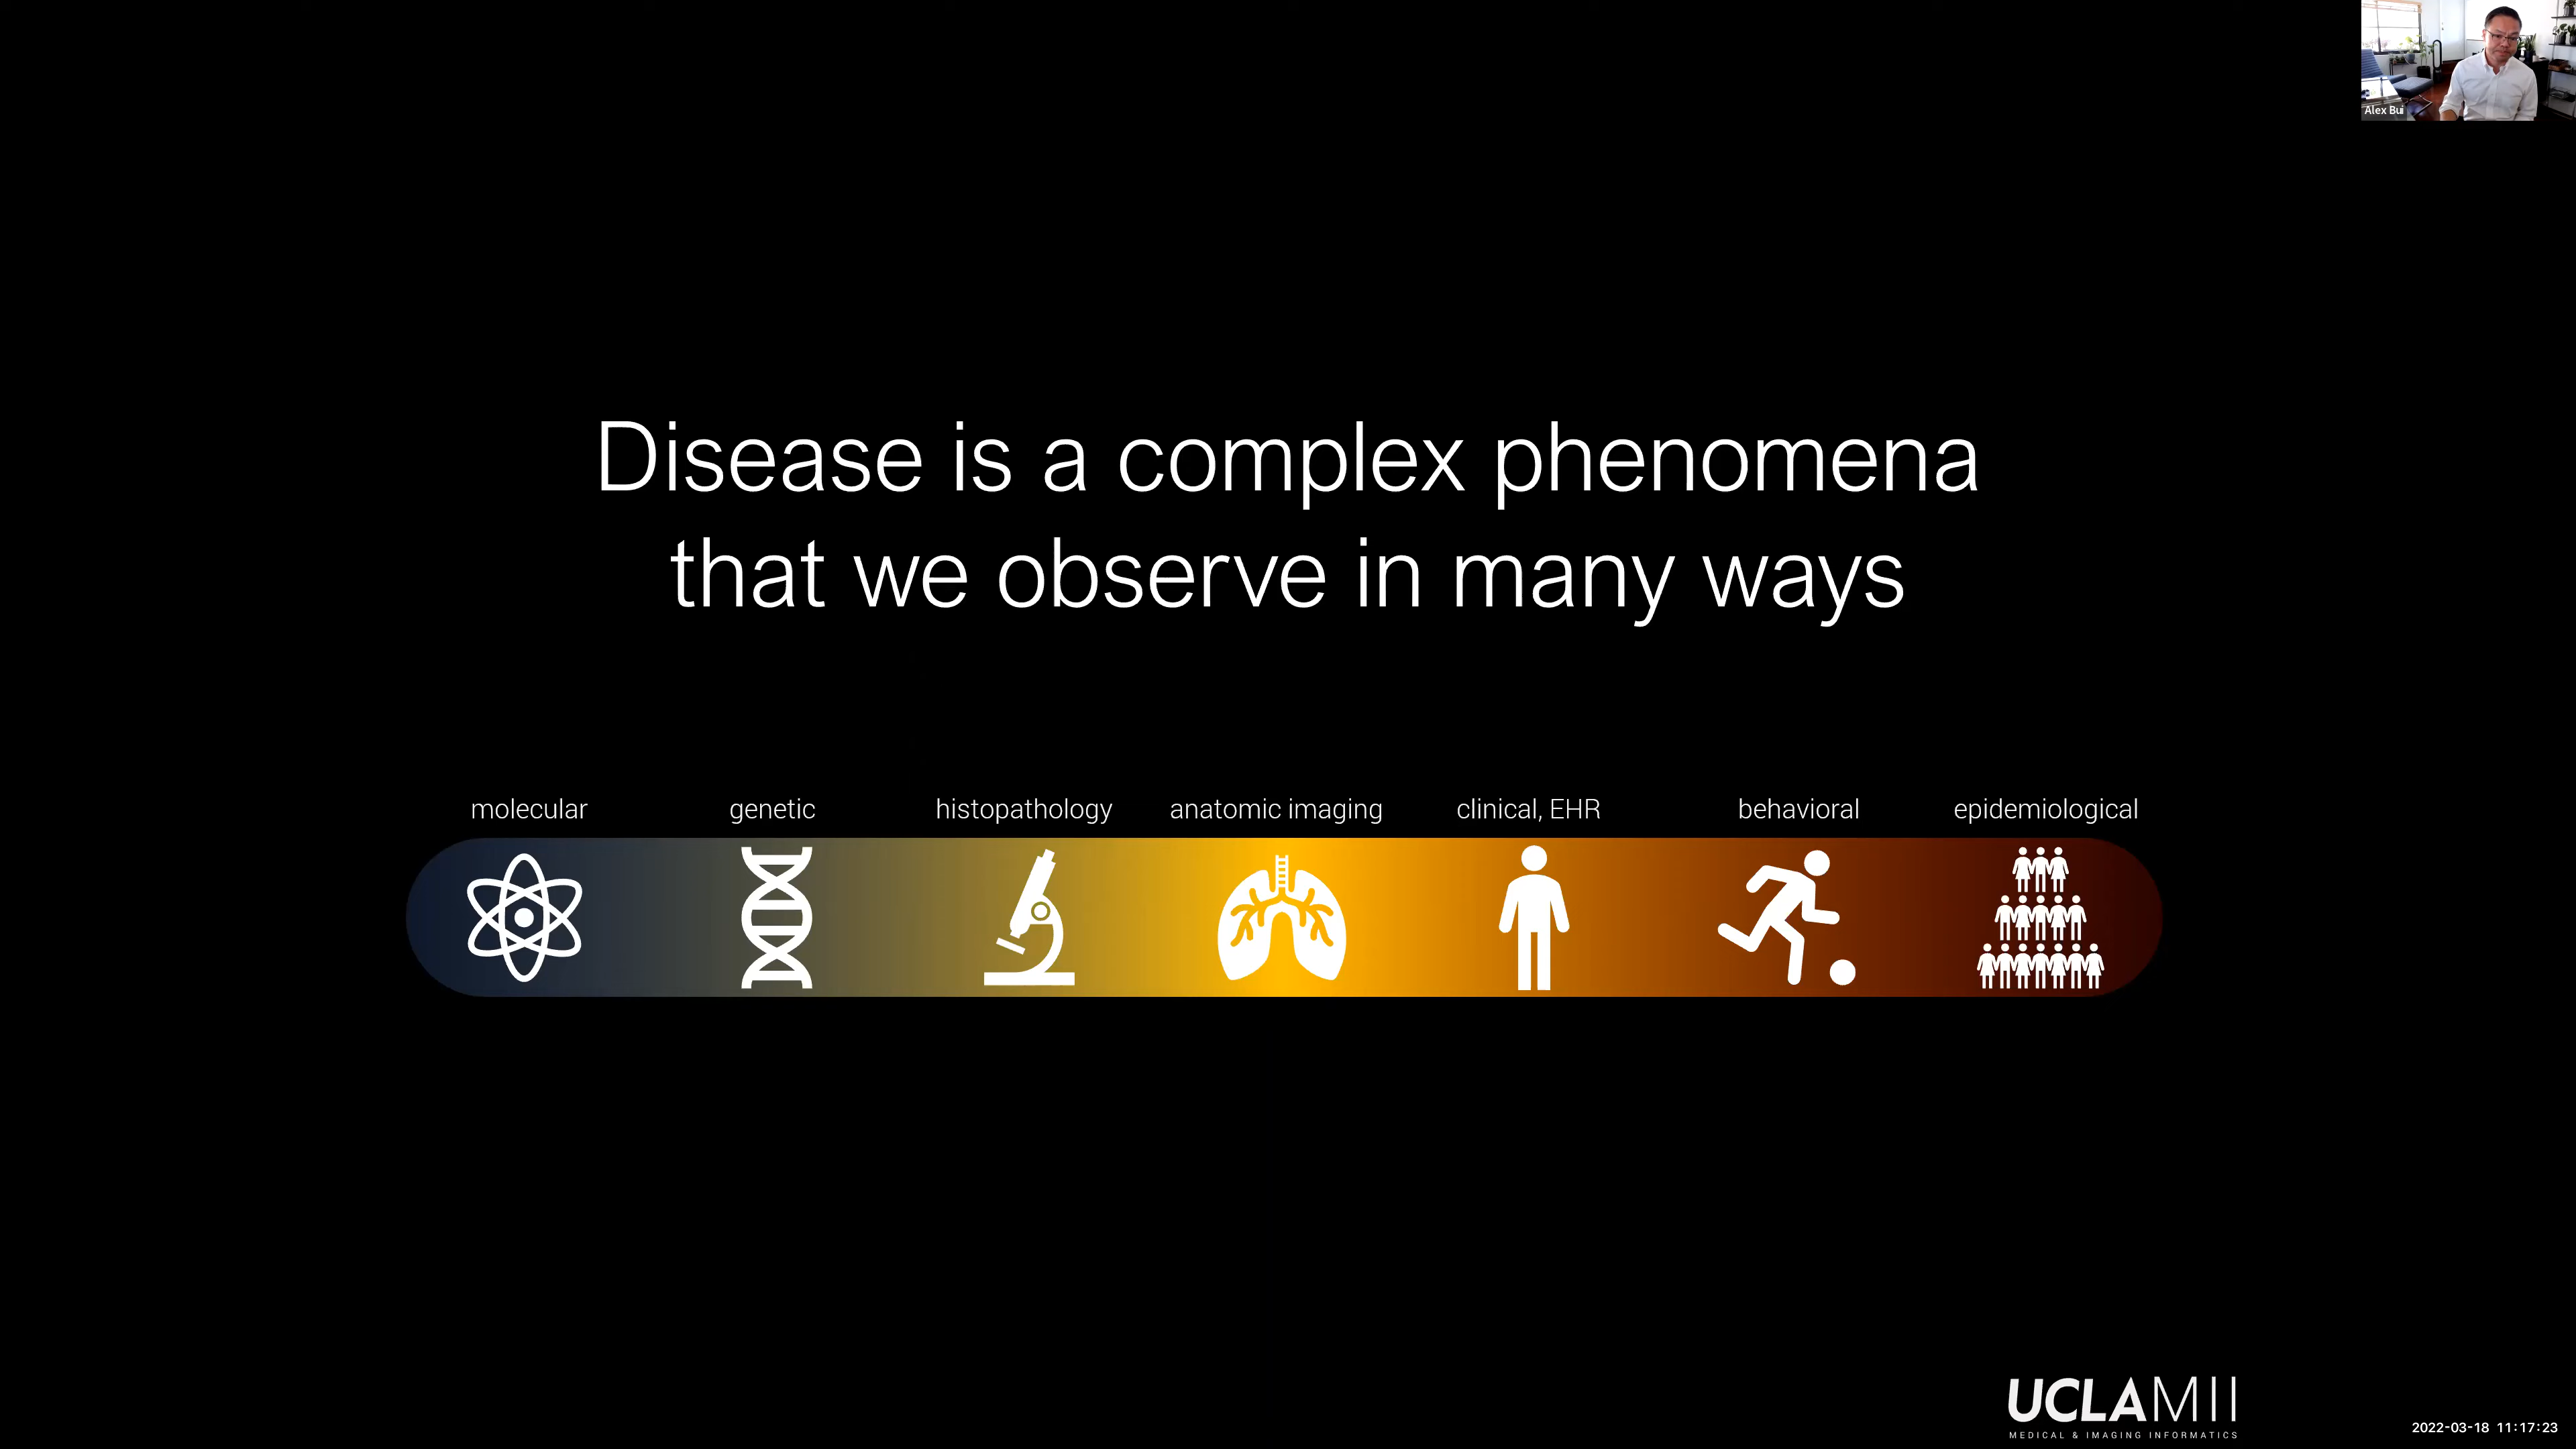 Alex Bui
Disease is a complex phenomena
that we observe in many ways
molecular genetic histopathology anatomic imaging clinical, EHR behavioral epidemiological
UCLAMII
MEDICAL & IMAGING INFORMATICS
2022-03-18 11:17:23